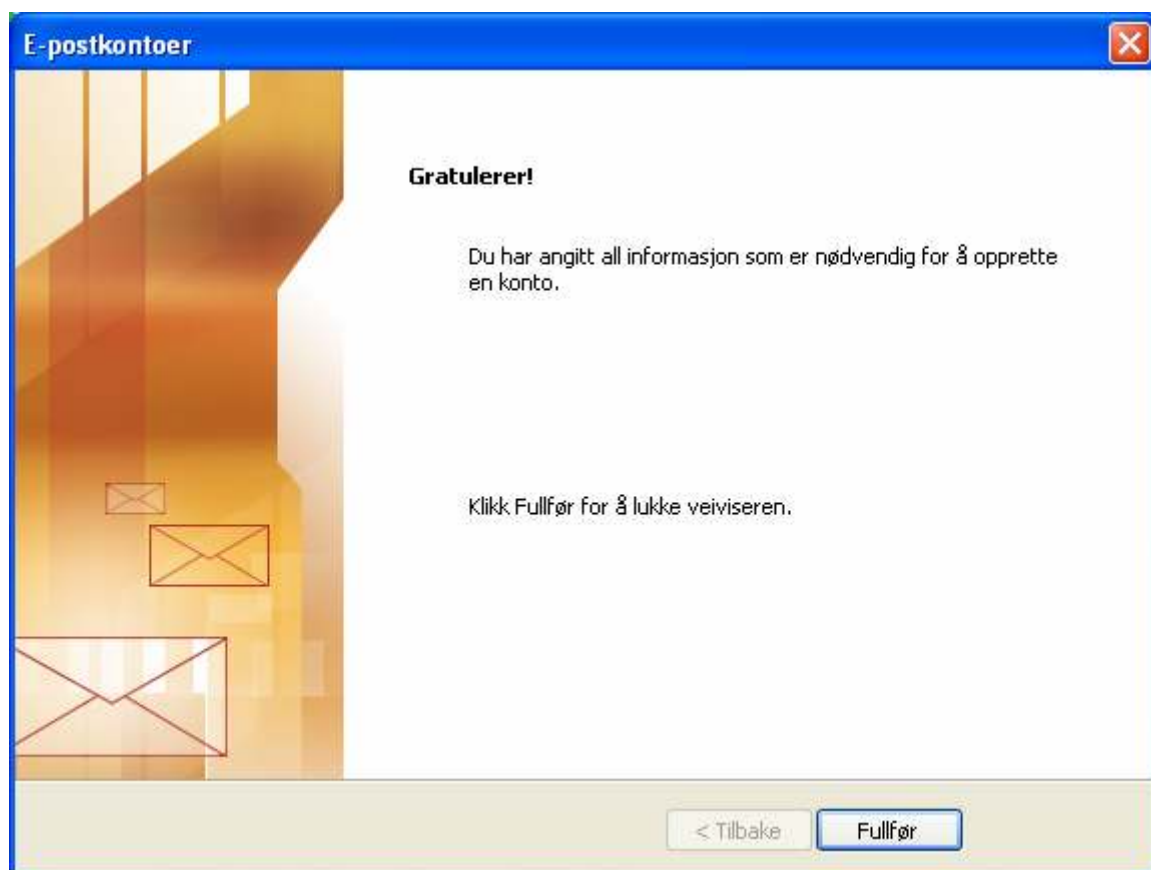 E-postkontoer
Gratulerer!
Du har angitt all informasjon som er nødvendig for å opprette
en konto.
Klikk Fullfør for å lukke veiviseren.
< Tilbake
Fullfør